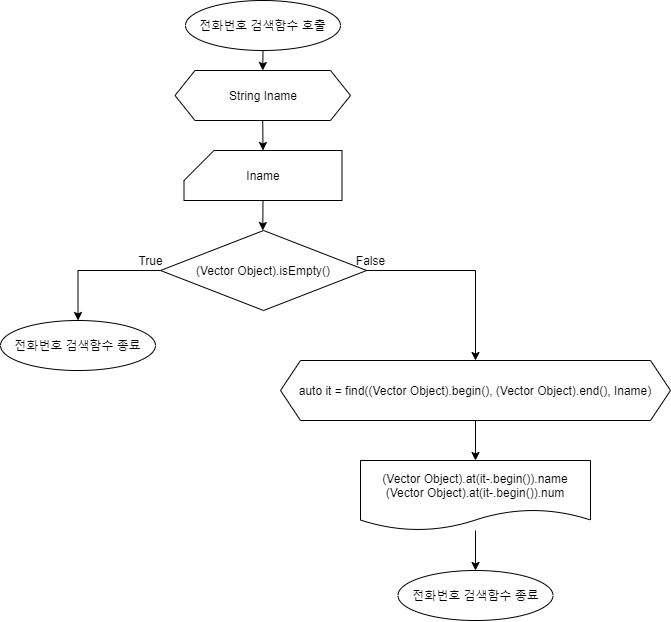 전화번호 검색함수 호출
String Iname
Iname
(Vector Object).isEmpty()
True
False
전화번호 검색함수 종료
auto it = find((Vector Object).begin(), (Vector Object).end(), Iname)
(Vector Object).at(it-.begin()).name
(Vector Object).at(it-.begin()).num
전화번호 검색함수 종료